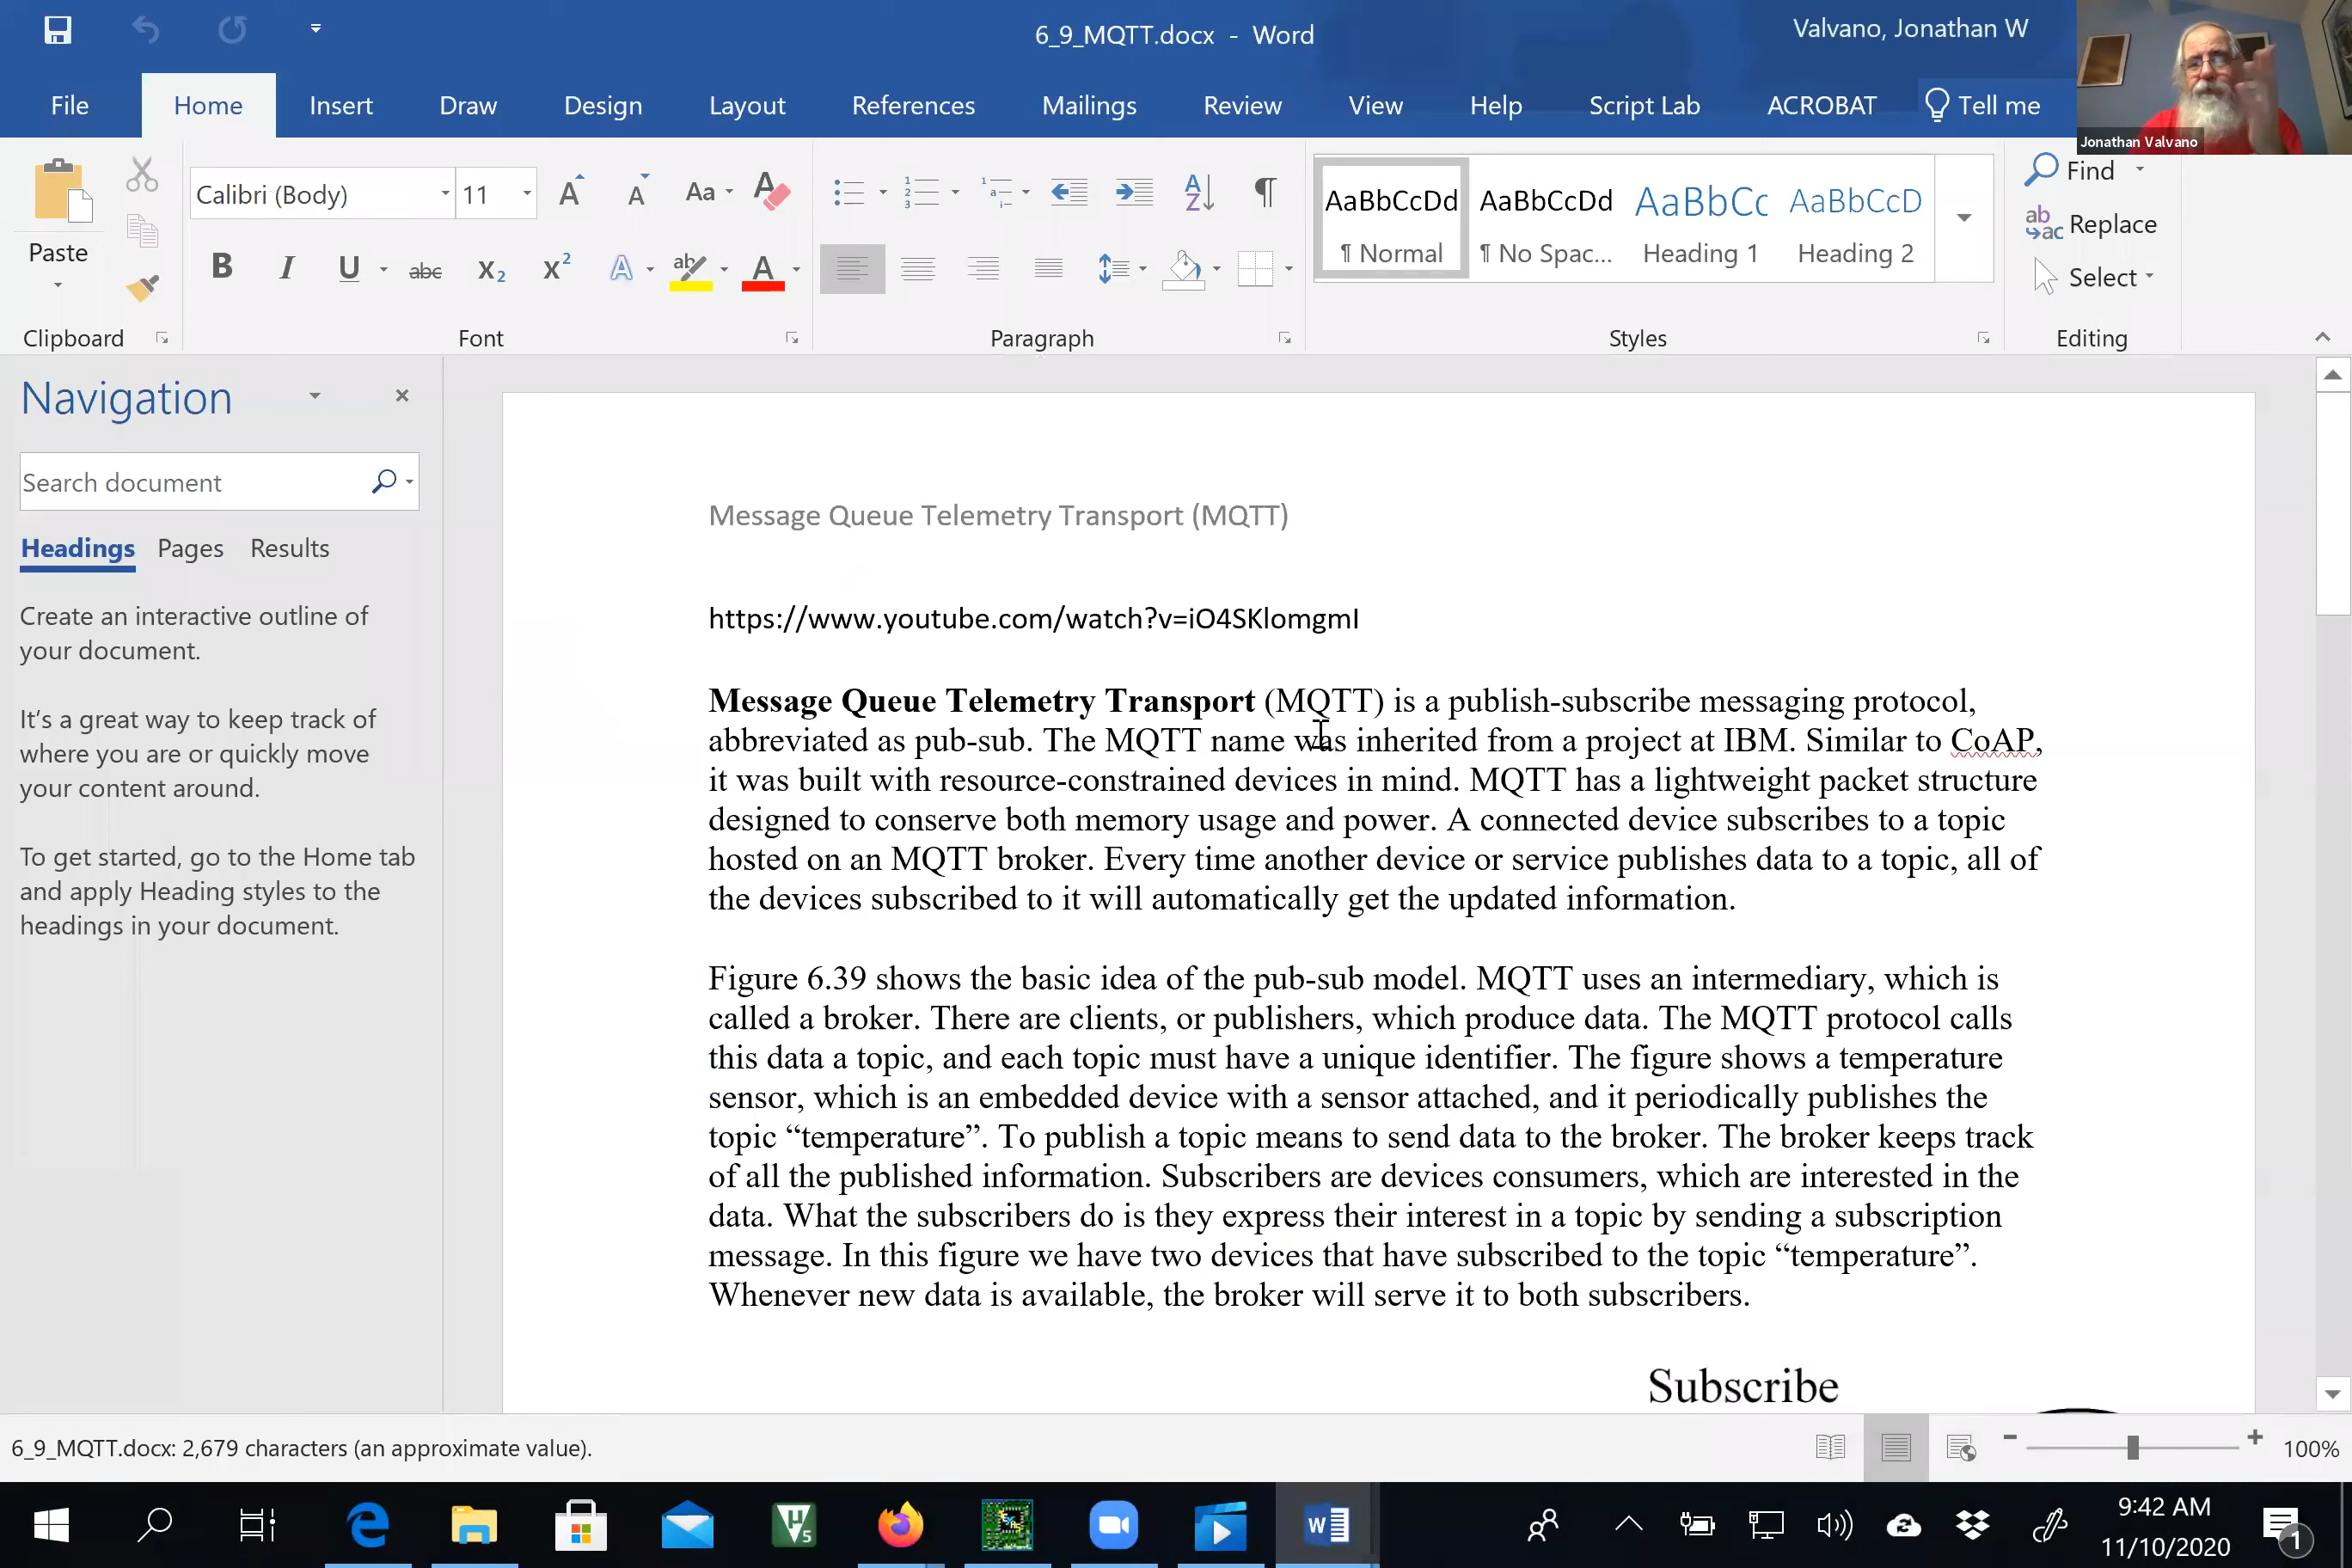 6_9_MQTT.docx - Word
Valvano, Jonathan W
File Home Insert Draw Design Layout References Mailings Review View Help Script Lab ACROBAT Tell me
Jonathan Valvano
Paste
Clipboard
Calibri (Body) 11
Font
Paragraph
AaBbCcDd AaBbCcDd AaBbCc AaBbCcD
¶ Normal ¶ No Spac... Heading 1 Heading 2
Styles
Find
Replace
Select
Editing
Navigation
Search document
Headings Pages Results
Create an interactive outline of
your document.
It's a great way to keep track of
where you are or quickly move
your content around.
To get started, go to the Home tab
and apply Heading styles to the
headings in your document.
Message Queue Telemetry Transport (MQTT)
https://www.youtube.com/watch?v=iO4SKlomgmI
Message Queue Telemetry Transport (MQTT) is a publish-subscribe messaging protocol,
abbreviated as pub-sub. The MQTT name was inherited from a project at IBM. Similar to CoAP,
it was built with resource-constrained devices in mind. MQTT has a lightweight packet structure
designed to conserve both memory usage and power. A connected device subscribes to a topic
hosted on an MQTT broker. Every time another device or service publishes data to a topic, all of
the devices subscribed to it will automatically get the updated information.
Figure 6.39 shows the basic idea of the pub-sub model. MQTT uses an intermediary, which is
called a broker. There are clients, or publishers, which produce data. The MQTT protocol calls
this data a topic, and each topic must have a unique identifier. The figure shows a temperature
sensor, which is an embedded device with a sensor attached, and it periodically publishes the
topic “temperature”. To publish a topic means to send data to the broker. The broker keeps track
of all the published information. Subscribers are devices consumers, which are interested in the
data. What the subscribers do is they express their interest in a topic by sending a subscription
message. In this figure we have two devices that have subscribed to the topic “temperature”.
Whenever new data is available, the broker will serve it to both subscribers.
Subscribe
6_9_MQTT.docx: 2,679 characters (an approximate value).
100%
9:42 AM
11/10/2020
1